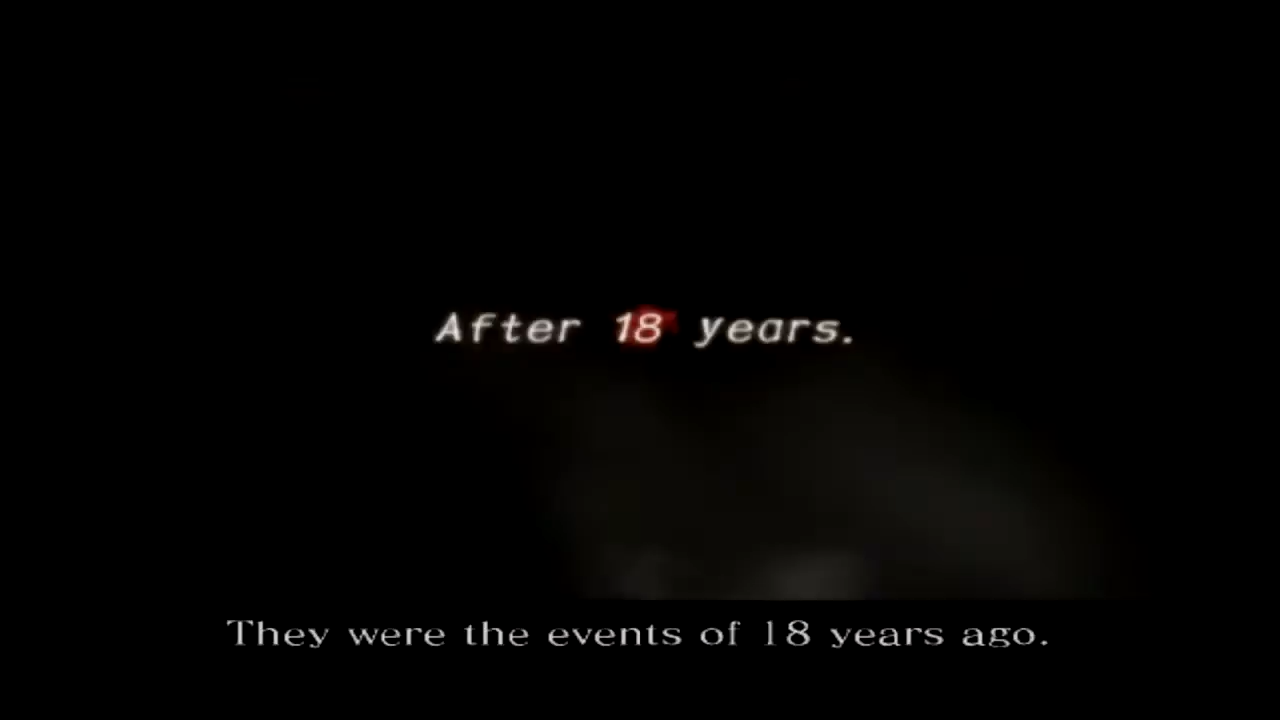 After 18 years.
They were the events of 18 years ago.